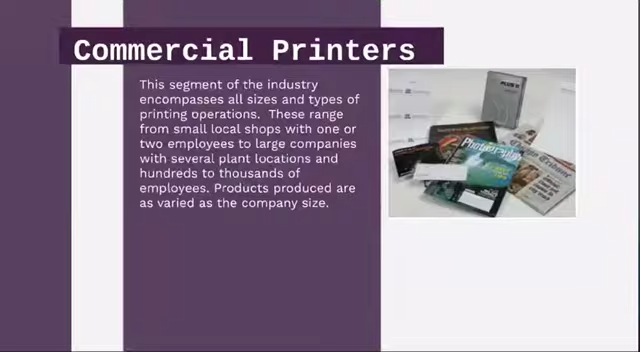 Commercial Printers
This segment of the industry
encompasses all sizes and types of
printing operations. These range
from small local shops with one or
two employees to large companies
with several plant locations and
hundreds to thousands of
employees. Products produced are
as varied as the company size.
Photography